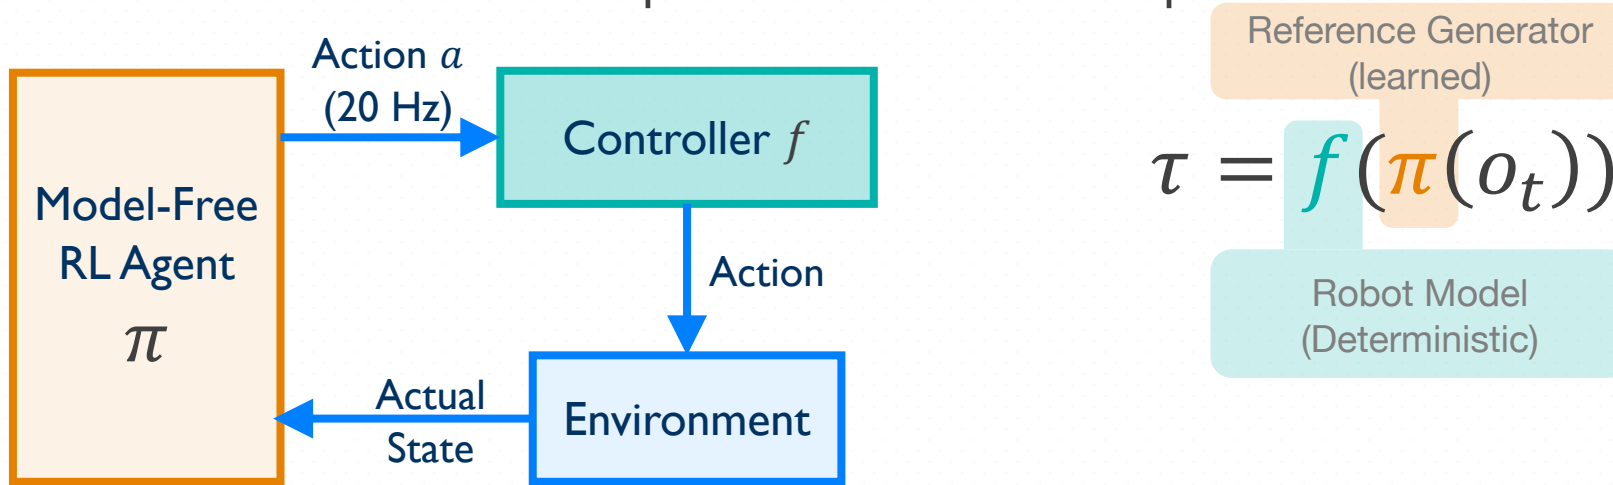 Action a
(20 Hz)
Controller f
Model-Free
RL Agent
π
Action
Actual
State
Environment
Reference Generator
(learned)
τ = f(π(oₜ))
Robot Model
(Deterministic)